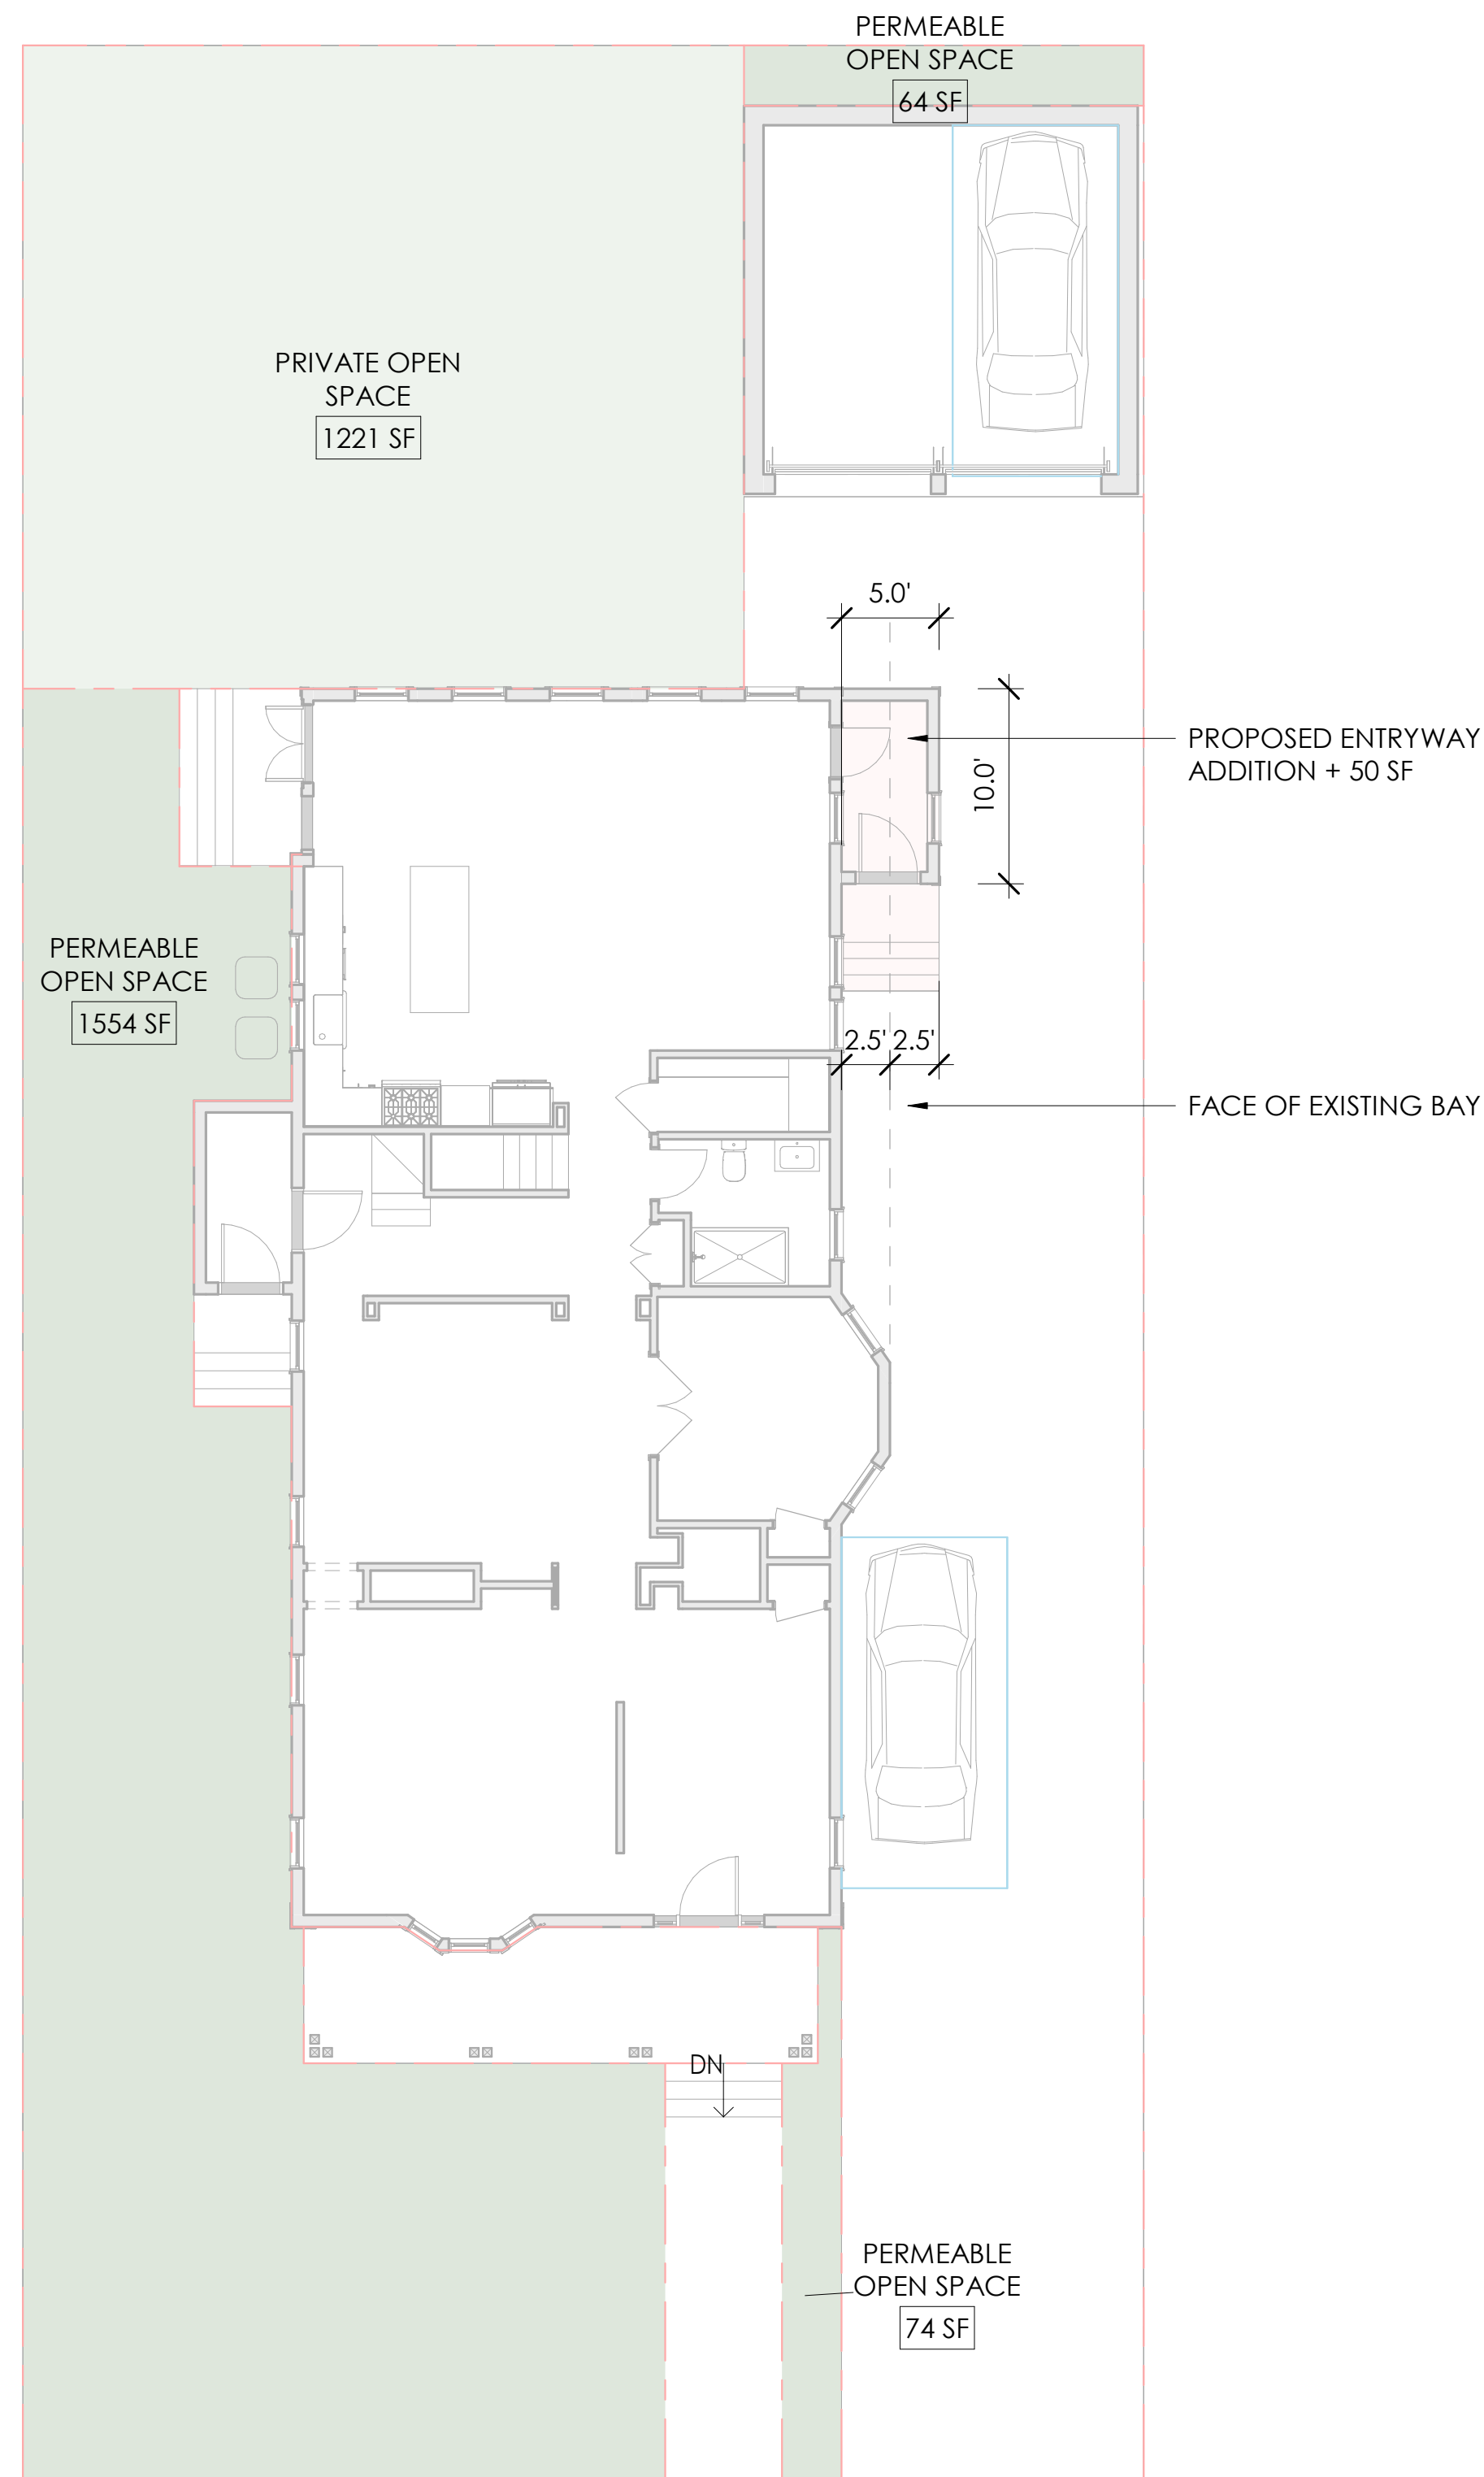 PERMEABLE
OPEN SPACE
64 SF
PRIVATE OPEN
SPACE
1221 SF
5.0'
PROPOSED ENTRYWAY
ADDITION + 50 SF
10.0'
PERMEABLE
OPEN SPACE
1554 SF
2.5' 2.5'
FACE OF EXISTING BAY
DN
PERMEABLE
OPEN SPACE
74 SF